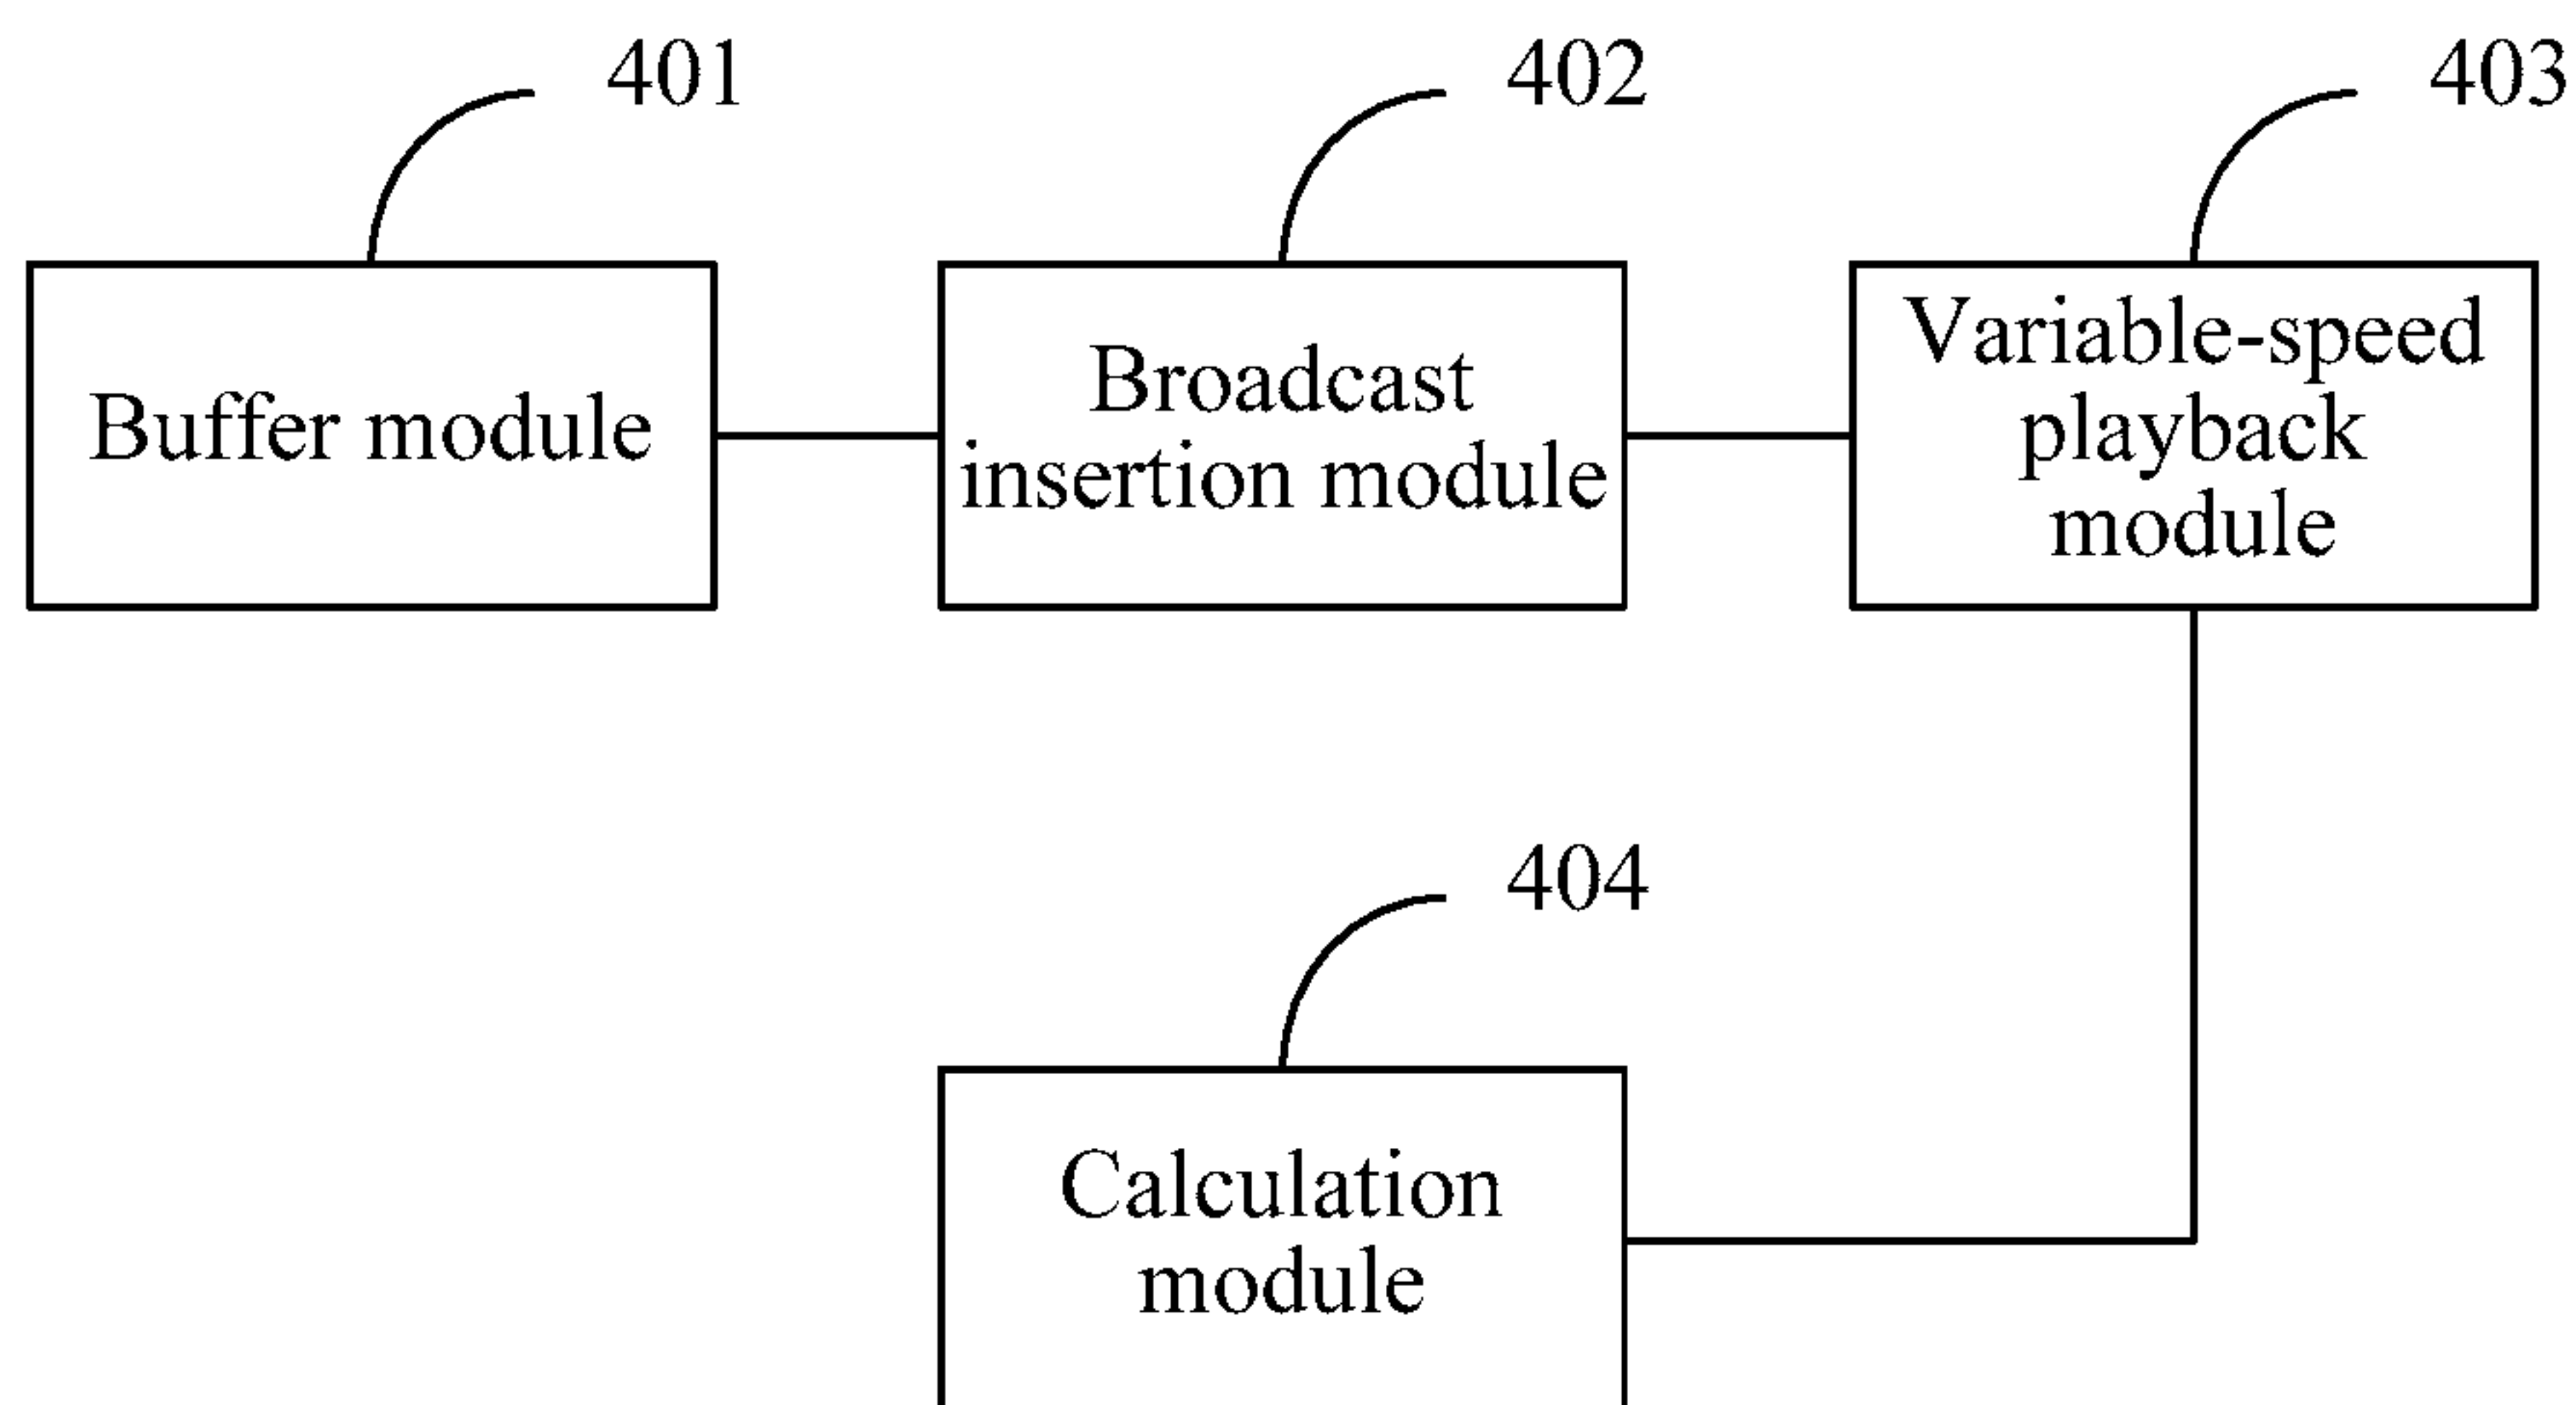 401
402
403
Buffer module
Broadcast
insertion module
Variable-speed
playback
module
404
Calculation
module